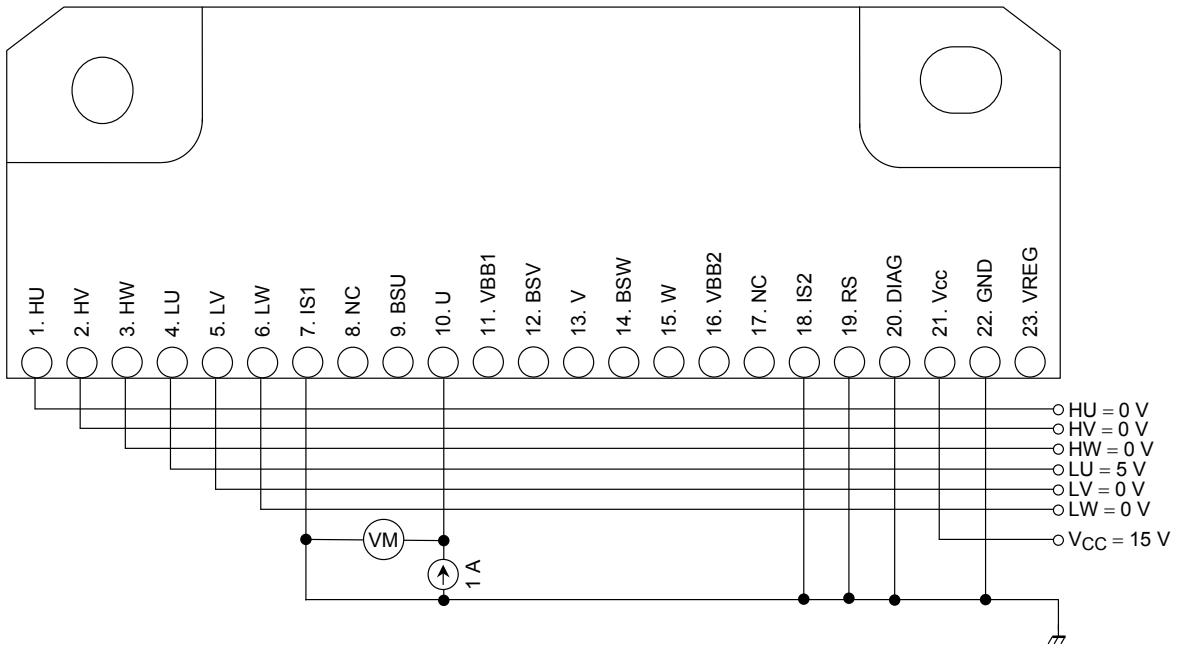 1. HU
2. HV
3. HW
4. LU
5. LV
6. LW
7. IS1
8. NC
9. BSU
10. U
11. VBB1
12. BSV
13. V
14. BSW
15. W
16. VBB2
17. NC
18. IS2
19. RS
20. DIAG
21. Vcc
22. GND
23. VREG
HU = 0 V
HV = 0 V
HW = 0 V
LU = 5 V
LV = 0 V
LW = 0 V
VCC = 15 V
VM
1 A